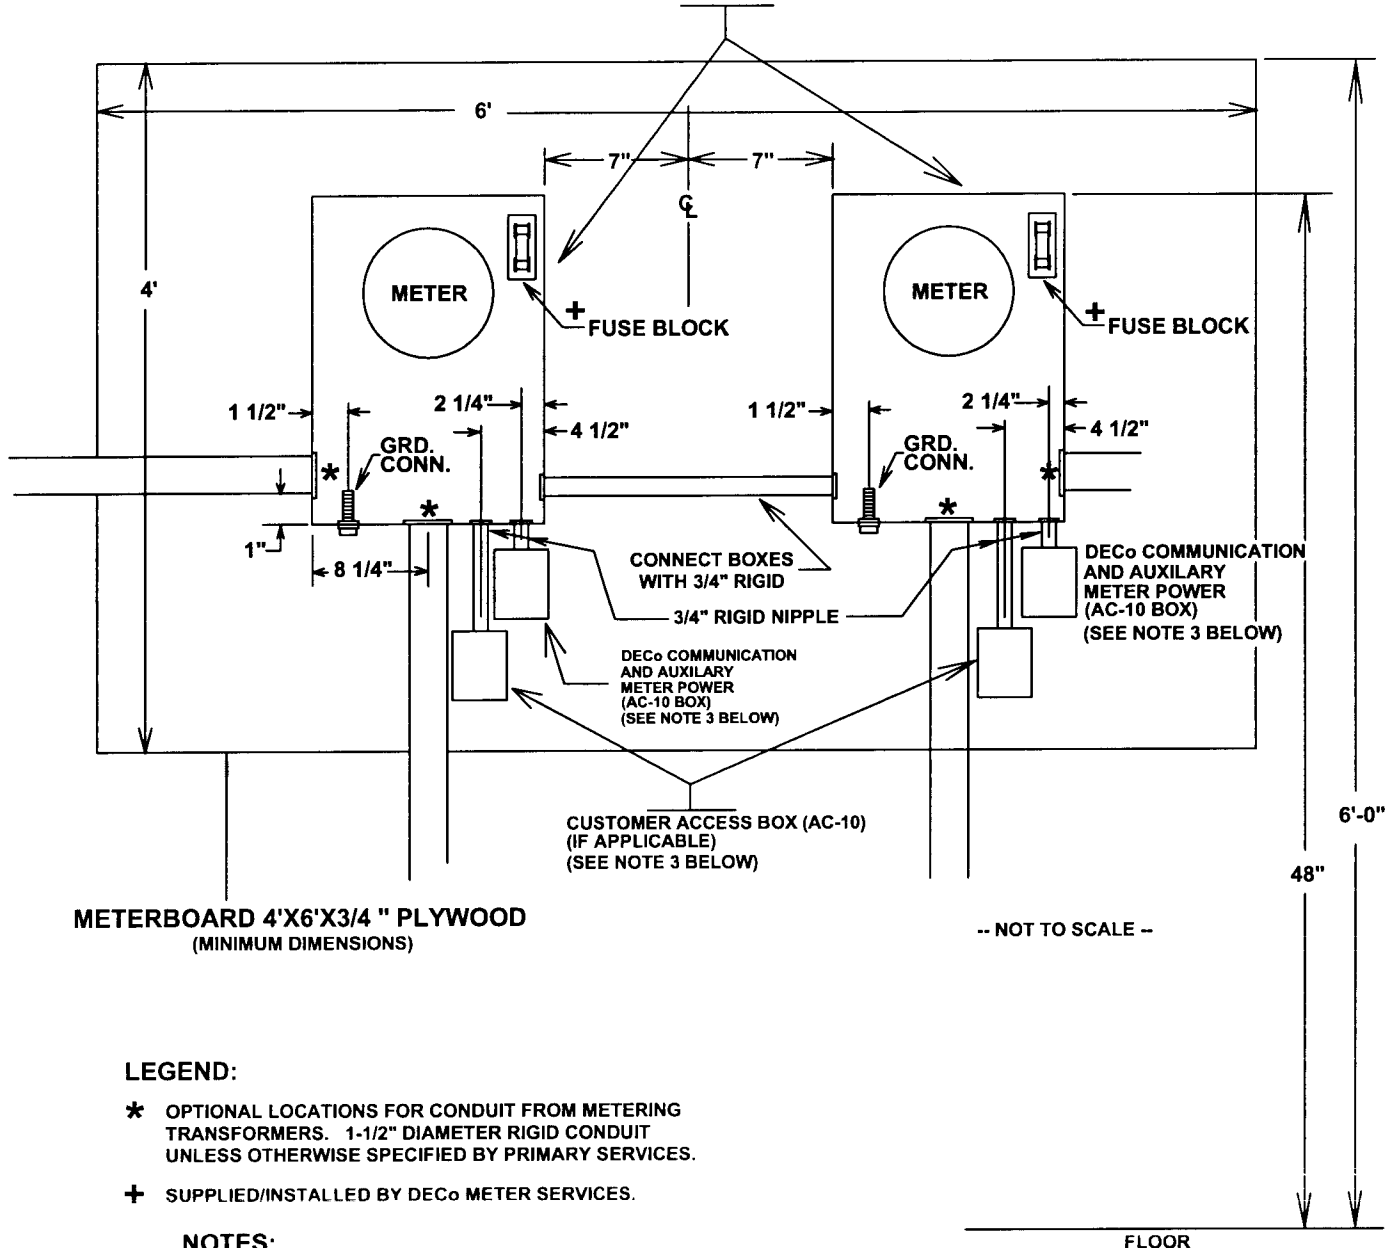 6'
7"
7"
℄
4'
METER
METER
+
FUSE BLOCK
+
FUSE BLOCK
1 1/2"
2 1/4"
4 1/2"
1 1/2"
2 1/4"
4 1/2"
*
GRD.
CONN.
GRD.
CONN.
*
*
*
1"
8 1/4"
CONNECT BOXES
WITH 3/4" RIGID
3/4" RIGID NIPPLE
DECo COMMUNICATION
AND AUXILARY
METER POWER
(AC-10 BOX)
(SEE NOTE 3 BELOW)
DECo COMMUNICATION
AND AUXILARY
METER POWER
(AC-10 BOX)
(SEE NOTE 3 BELOW)
CUSTOMER ACCESS BOX (AC-10)
(IF APPLICABLE)
(SEE NOTE 3 BELOW)
6'-0"
48"
METERBOARD 4'X6'X3/4 " PLYWOOD
(MINIMUM DIMENSIONS)
-- NOT TO SCALE --
LEGEND:
* OPTIONAL LOCATIONS FOR CONDUIT FROM METERING
TRANSFORMERS. 1-1/2" DIAMETER RIGID CONDUIT
UNLESS OTHERWISE SPECIFIED BY PRIMARY SERVICES.
+ SUPPLIED/INSTALLED BY DECo METER SERVICES.
NOTES:
FLOOR